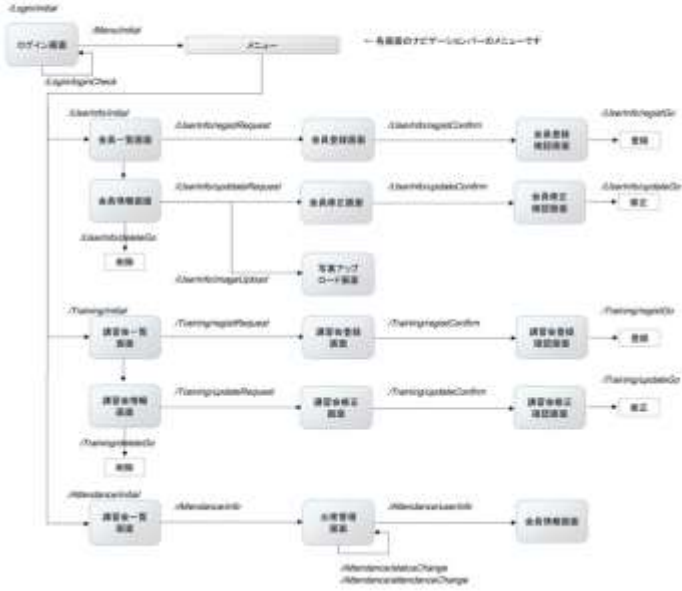 /Login/initial
/Menu/initial
ログイン画面
メニュー
← 各画面のナビゲーションバーのメニューです
/Login/loginCheck
/UserInfo/initial
/UserInfo/registRequest
/UserInfo/registConfirm
/UserInfo/registGo
会員一覧画面
会員登録画面
会員登録
確認画面
登録
/UserInfo/updateRequest
/UserInfo/updateConfirm
/UserInfo/updateGo
会員情報画面
会員修正画面
会員修正
確認画面
修正
/UserInfo/deleteGo
削除
/UserInfo/imageUpload
写真アップ
ロード画面
/Training/initial
/Training/registRequest
/Training/registConfirm
/Training/registGo
講習会一覧
画面
講習会登録
画面
講習会登録
確認画面
登録
/Training/updateRequest
/Training/updateConfirm
/Training/updateGo
講習会情報
画面
講習会修正
画面
講習会修正
確認画面
修正
/Training/deleteGo
削除
/Attendance/initial
/Attendance/info
/Attendance/userInfo
講習会一覧
画面
出席管理
画面
会員情報画面
/Attendance/statusChange
/Attendance/attendanceChange